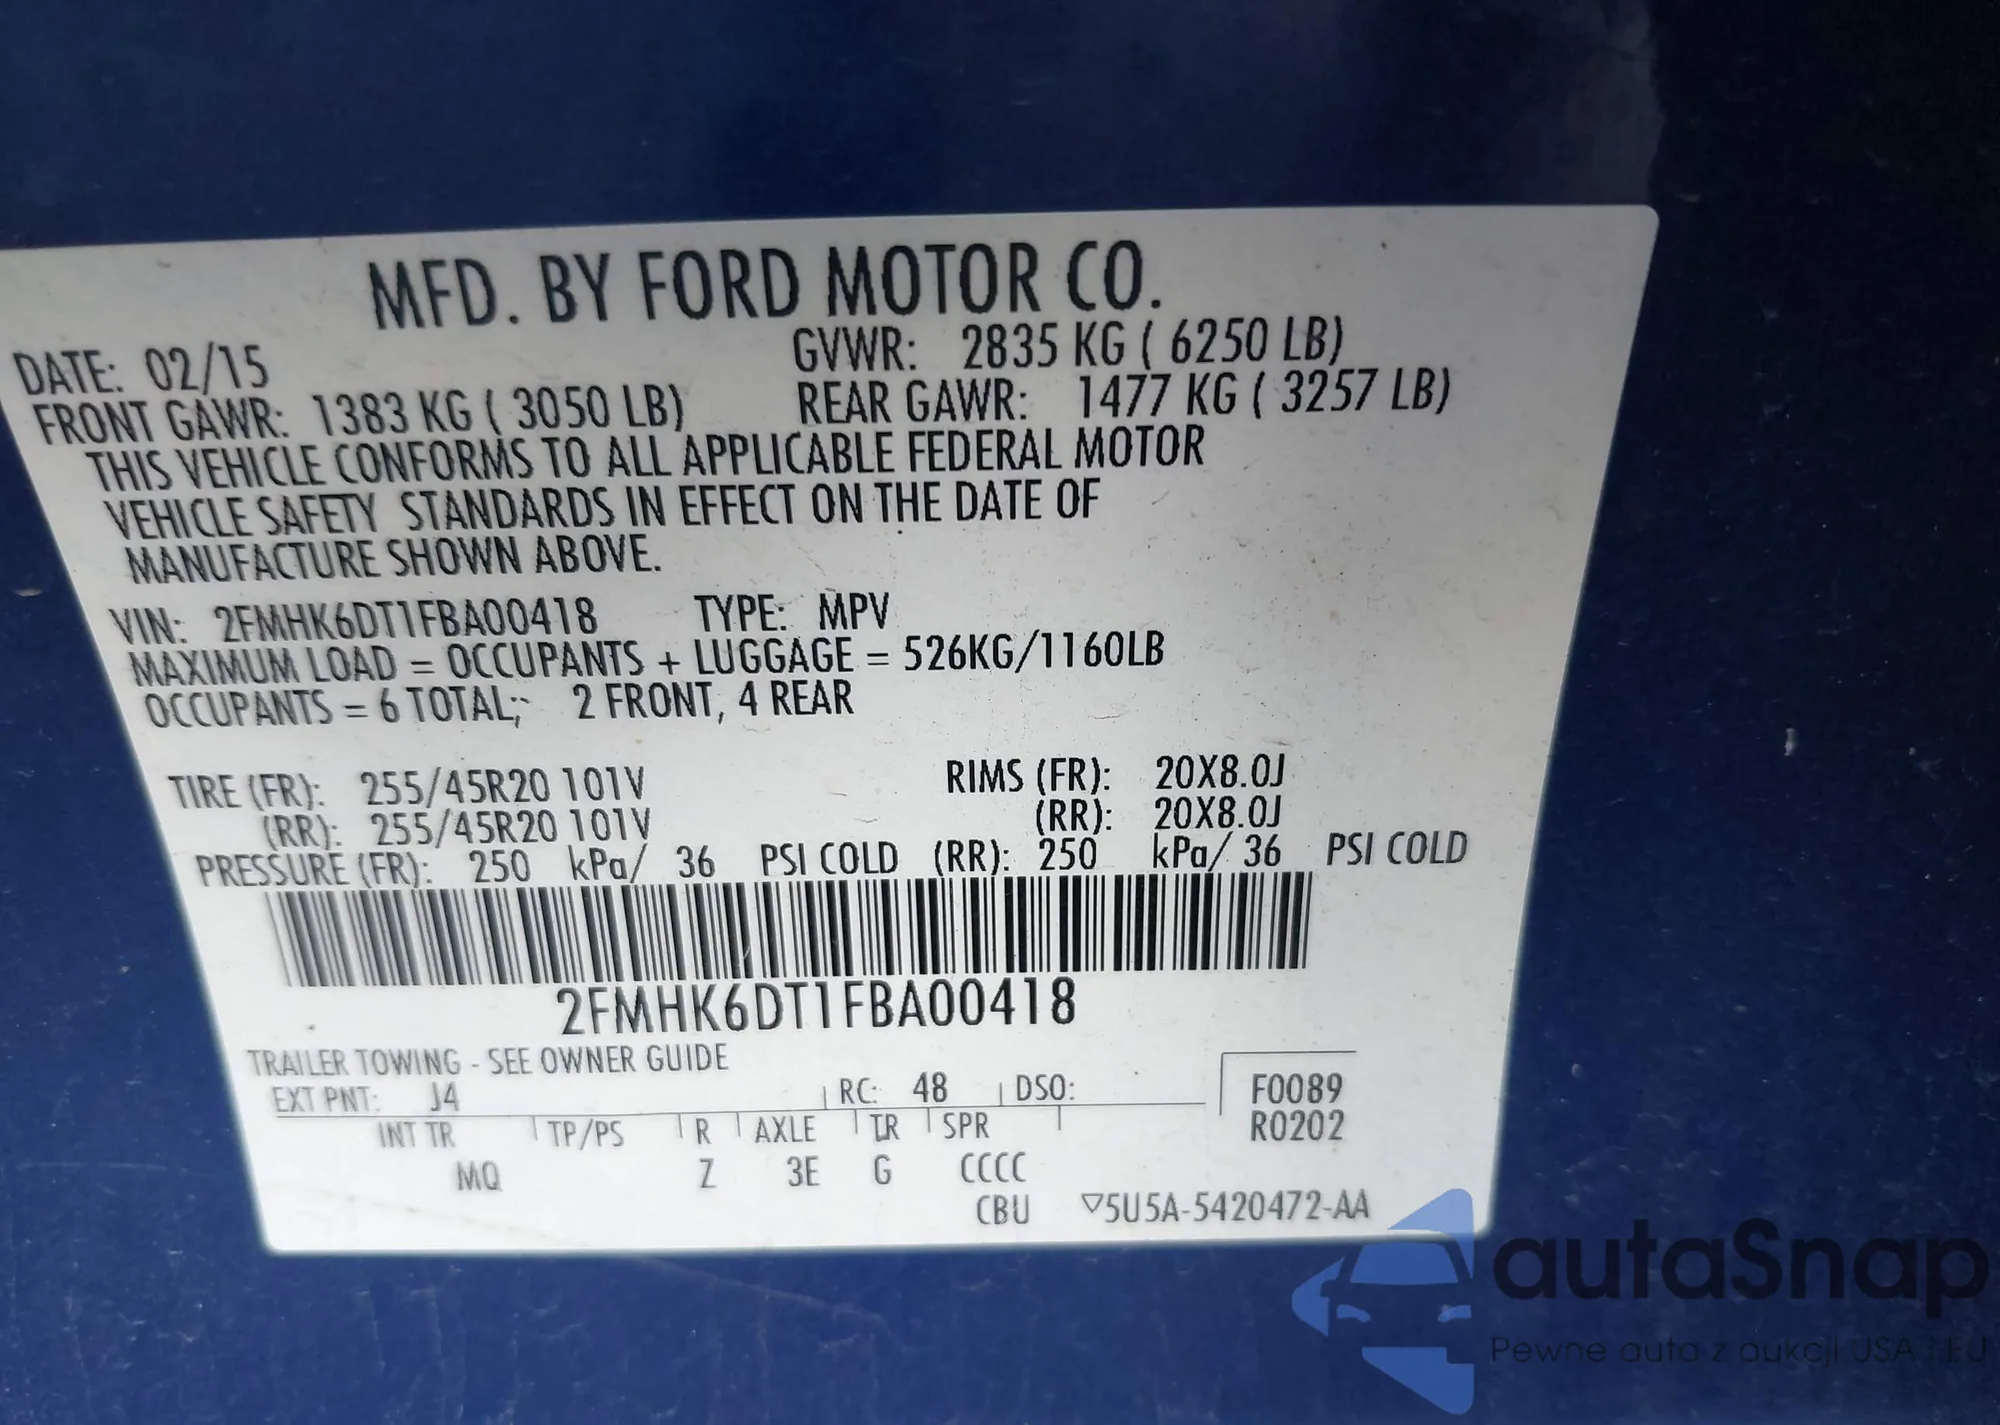 MFD. BY FORD MOTOR CO.
DATE: 02/15 GVWR: 2835 KG ( 6250 LB)
FRONT GAWR: 1383 KG ( 3050 LB) REAR GAWR: 1477 KG ( 3257 LB)
THIS VEHICLE CONFORMS TO ALL APPLICABLE FEDERAL MOTOR
VEHICLE SAFETY STANDARDS IN EFFECT ON THE DATE OF
MANUFACTURE SHOWN ABOVE.
VIN: 2FMHK6DT1FBA00418 TYPE: MPV
MAXIMUM LOAD = OCCUPANTS + LUGGAGE = 526KG/1160LB
OCCUPANTS = 6 TOTAL; 2 FRONT, 4 REAR
TIRE (FR): 255/45R20 101V RIMS (FR): 20X8.0J
(RR): 255/45R20 101V (RR): 20X8.0J
PRESSURE (FR): 250 kPa/ 36 PSI COLD (RR): 250 kPa/ 36 PSI COLD
2FMHK6DT1FBA00418
TRAILER TOWING - SEE OWNER GUIDE
EXT PNT: J4 RC: 48 DSO: F0089
INT TR TP/PS R AXLE TR SPR R0202
MQ Z 3E G CCCC
CBU ▽5U5A-5420472-AA
autaSnap
Pewne auta z aukcji USA i EU